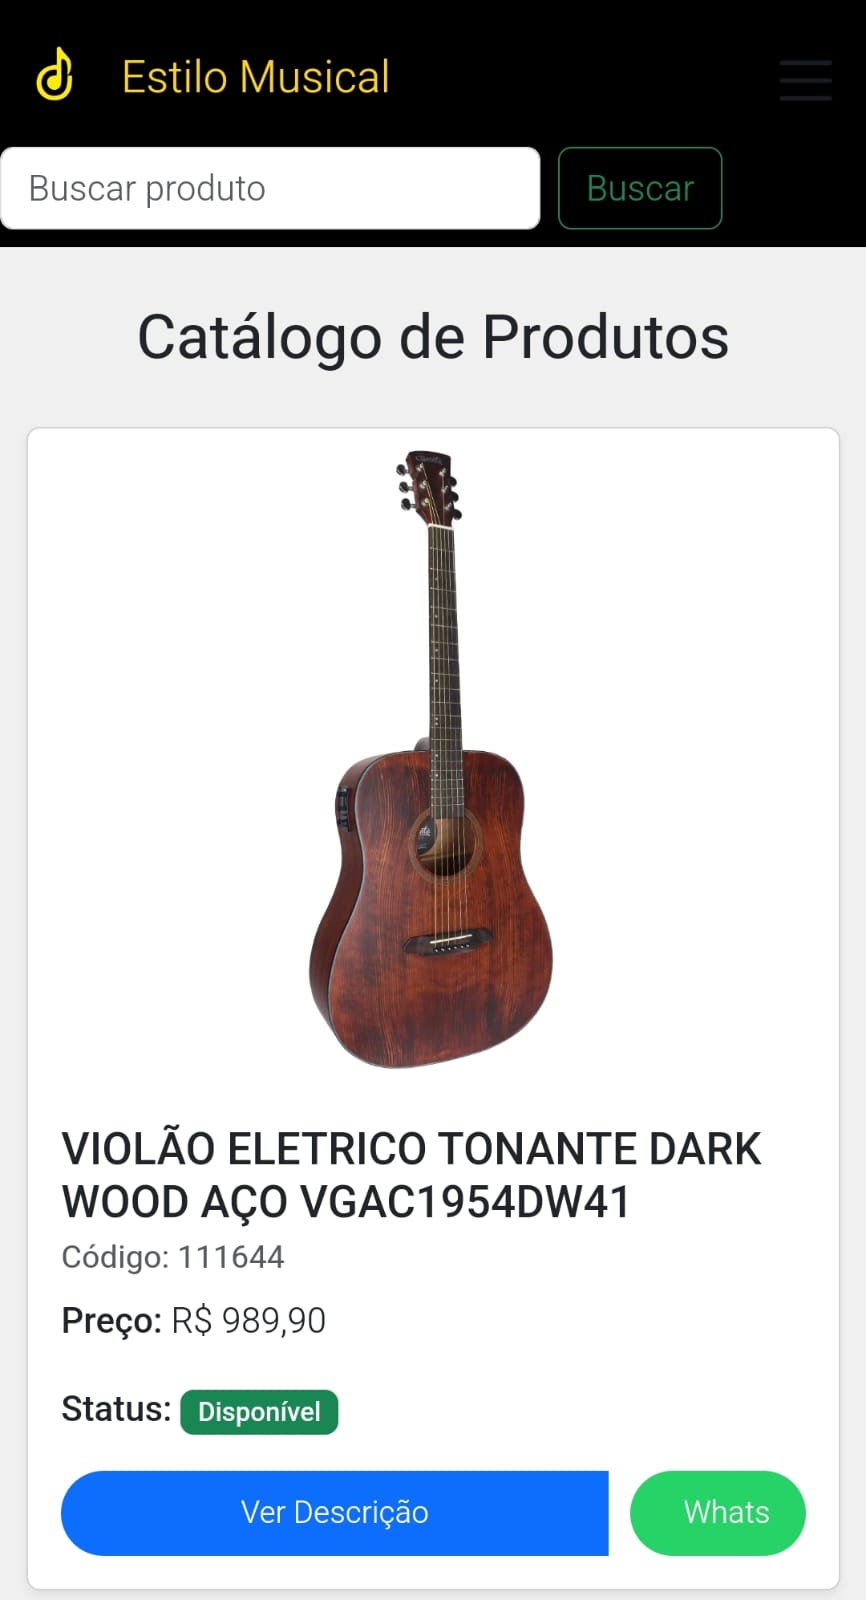 Estilo Musical
Buscar produto
Buscar
Catálogo de Produtos
VIOLÃO ELETRICO TONANTE DARK
WOOD AÇO VGAC1954DW41
Código: 111644
Preço: R$ 989,90
Status: Disponível
Ver Descrição
Whats